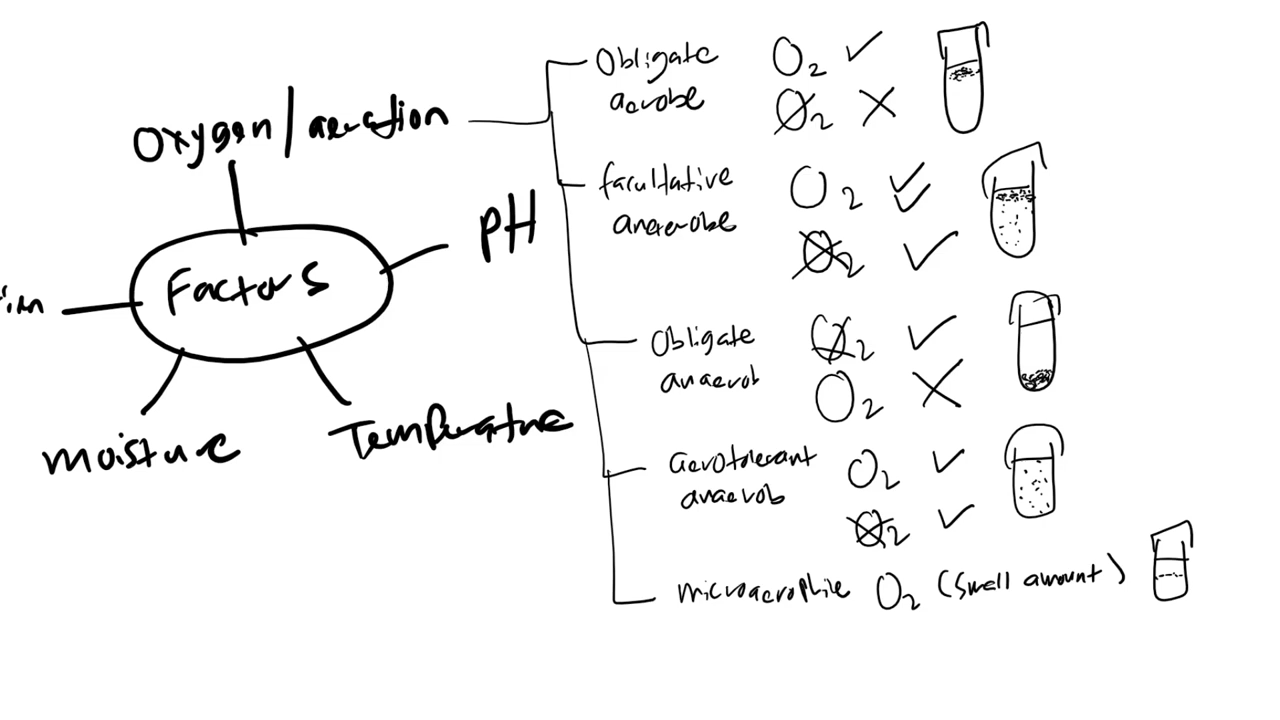 Oxygen/aeration
Factors
pH
Moisture
Temperature
Obligate
aerobe
O2 ✓
O2 X
facultative
anaerobe
O2 ✓✓
O2 ✓
Obligate
anaerob
O2 ✓
O2 X
aerotolerant
anaerob
O2 ✓
O2 ✓
microaerophile O2 (small amount)